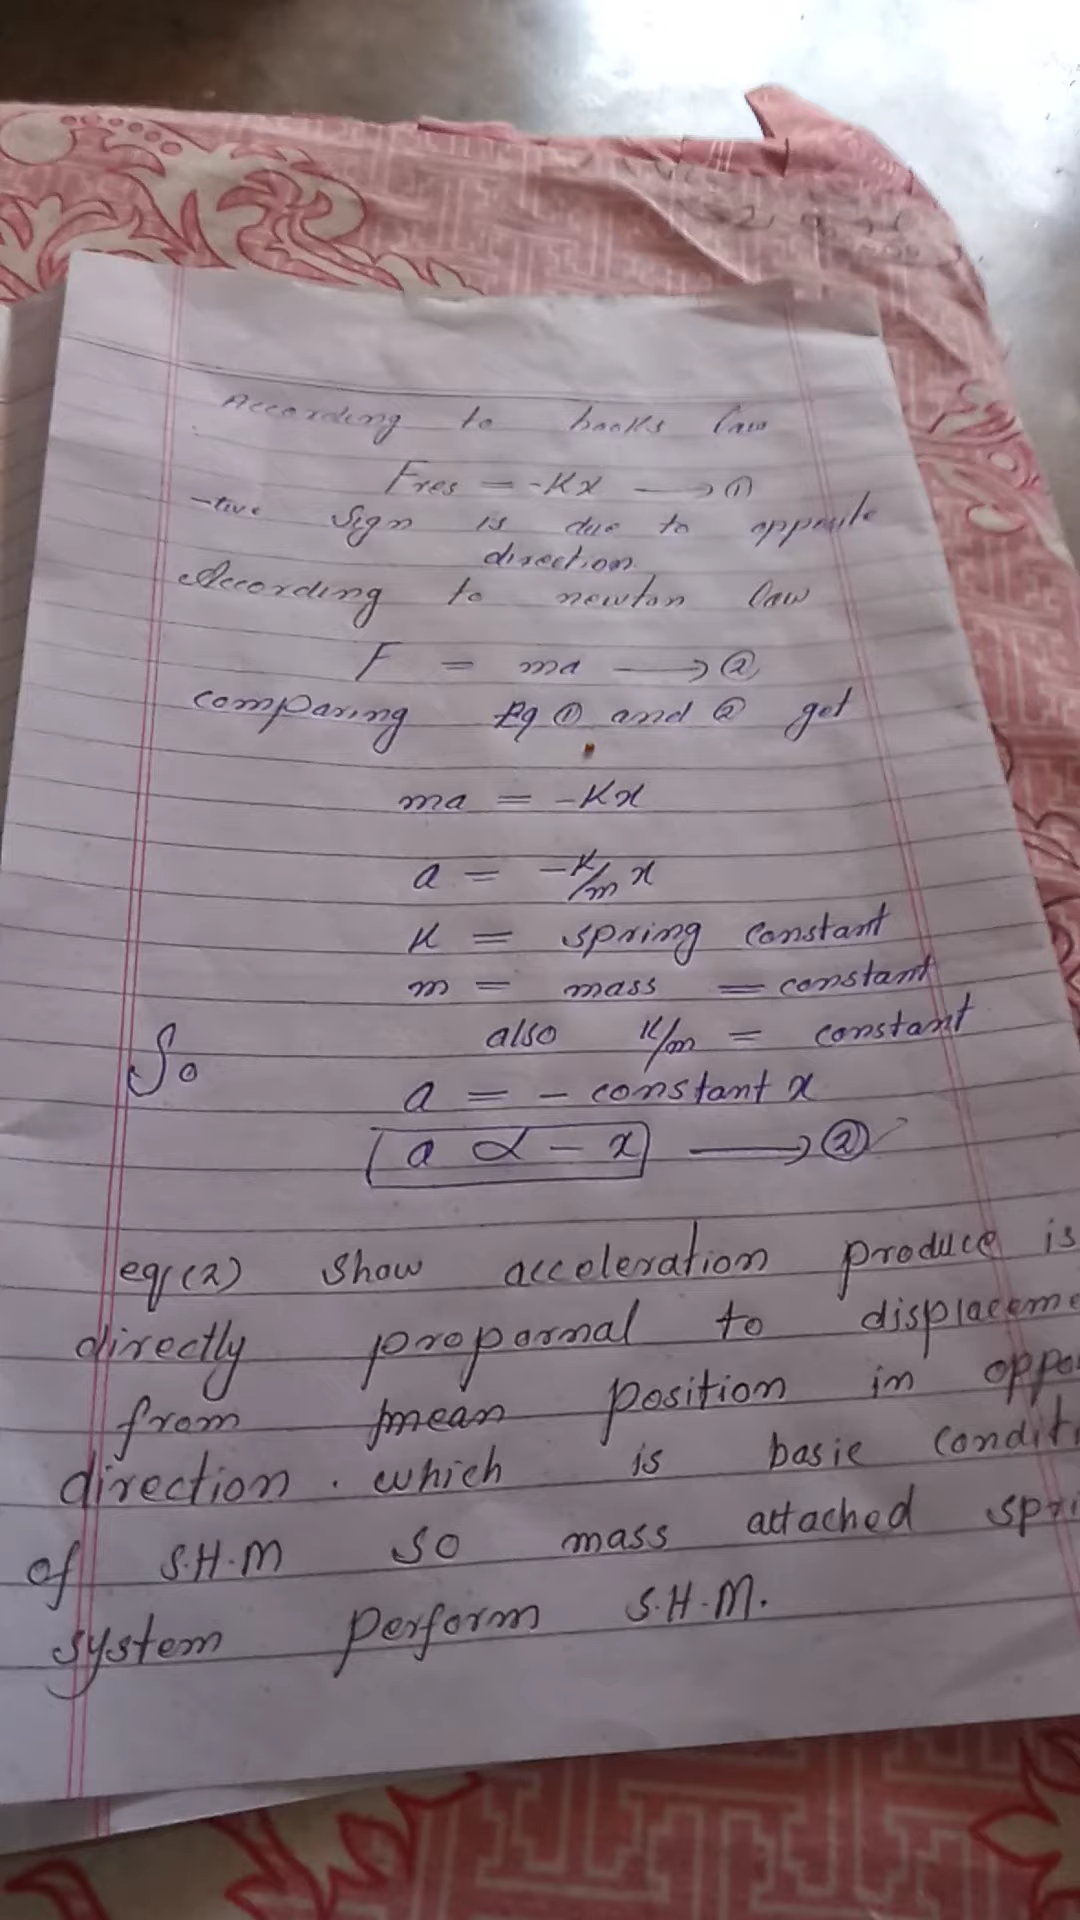 According to hooks law
Fres = -Kx → ①
-tive Sign is due to opposite
direction.
According to newton law
F = ma → ②
comparing Eq ① and ② get
ma = -Kx
a = -K/m x
K = spring constant
m = mass = constant
also K/m = constant
So
a = - constant x
a α - x → ②
eq(2) show acceleration produce is
directly propornal to displaceme
from mean position in oppo
direction. which is basic condit
of S.H.M so mass attached spri
system perform S.H.M.